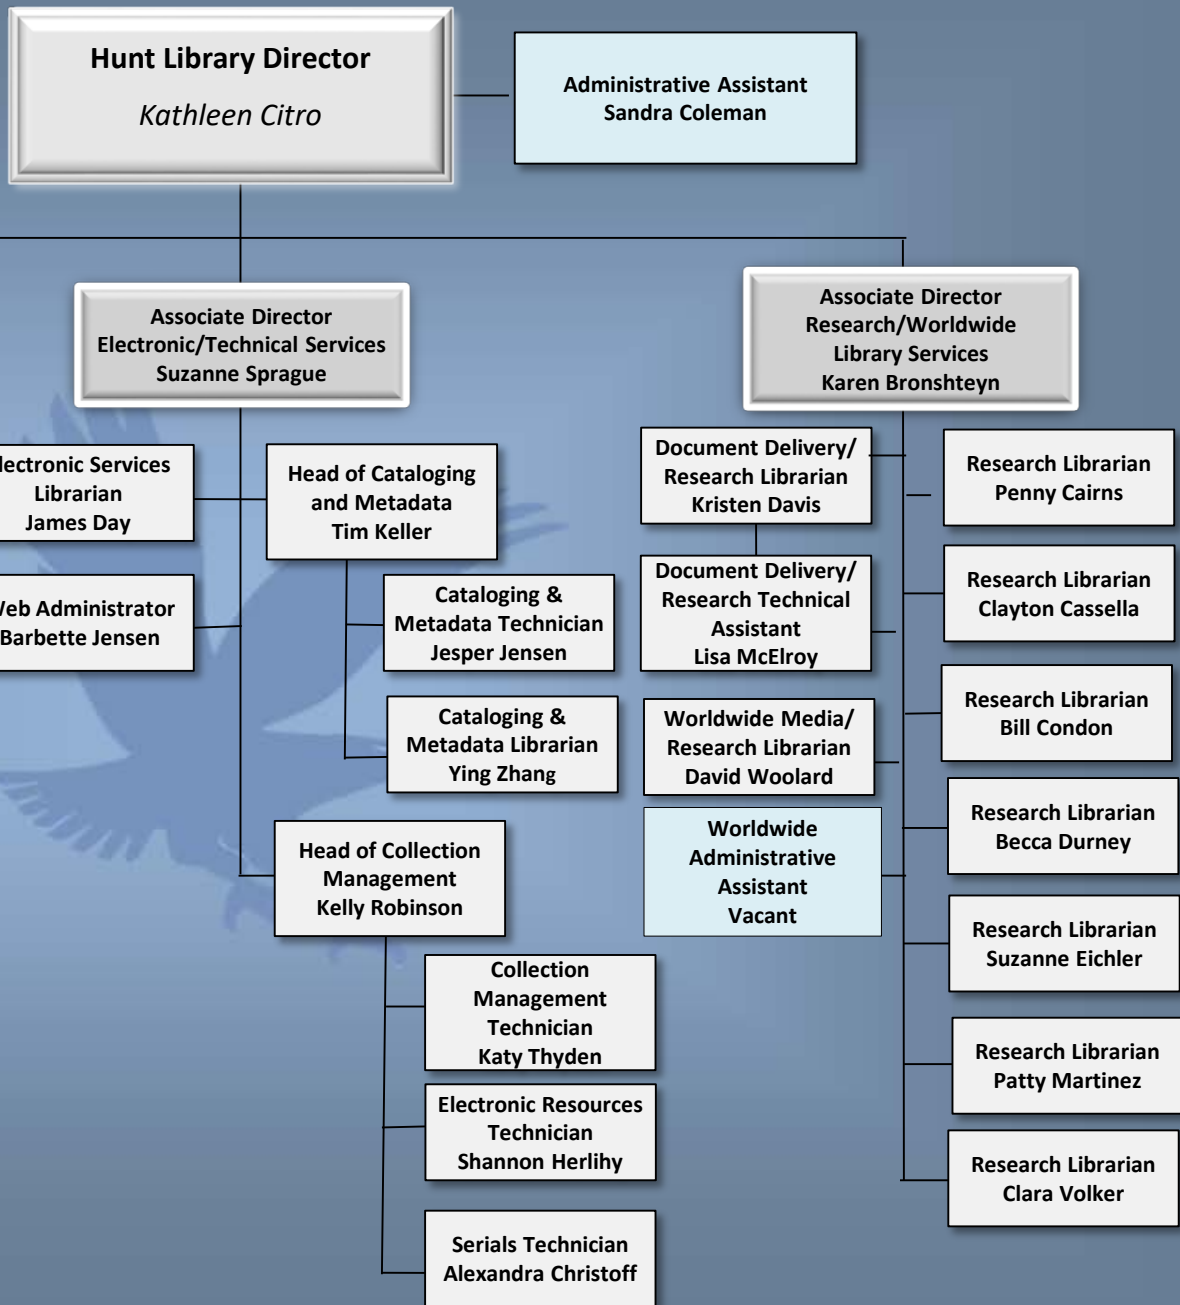 Hunt Library Director
Kathleen Citro
Administrative Assistant
Sandra Coleman
Associate Director
Electronic/Technical Services
Suzanne Sprague
Associate Director
Research/Worldwide
Library Services
Karen Bronshteyn
lectronic Services
Librarian
James Day
Web Administrator
Barbette Jensen
Head of Cataloging
and Metadata
Tim Keller
Cataloging &
Metadata Technician
Jesper Jensen
Cataloging &
Metadata Librarian
Ying Zhang
Head of Collection
Management
Kelly Robinson
Collection
Management
Technician
Katy Thyden
Electronic Resources
Technician
Shannon Herlihy
Serials Technician
Alexandra Christoff
Document Delivery/
Research Librarian
Kristen Davis
Document Delivery/
Research Technical
Assistant
Lisa McElroy
Worldwide Media/
Research Librarian
David Woolard
Worldwide
Administrative
Assistant
Vacant
Research Librarian
Penny Cairns
Research Librarian
Clayton Cassella
Research Librarian
Bill Condon
Research Librarian
Becca Durney
Research Librarian
Suzanne Eichler
Research Librarian
Patty Martinez
Research Librarian
Clara Volker